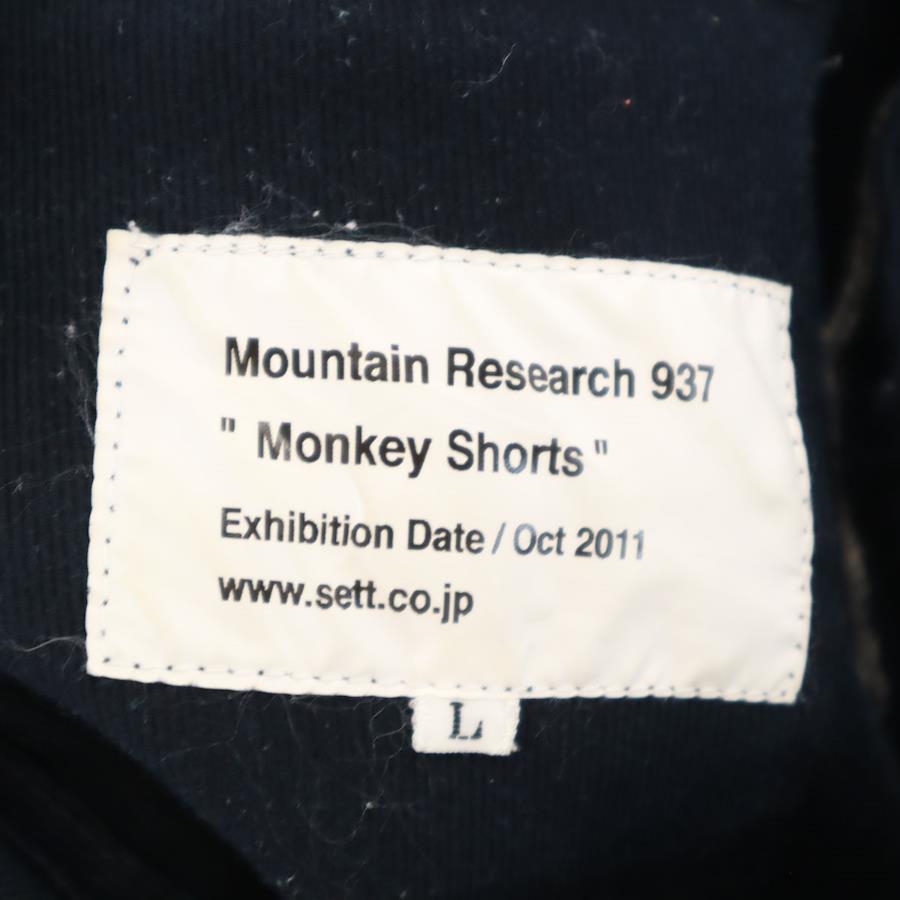 Mountain Research 937
" Monkey Shorts "
Exhibition Date / Oct 2011
www.sett.co.jp
L